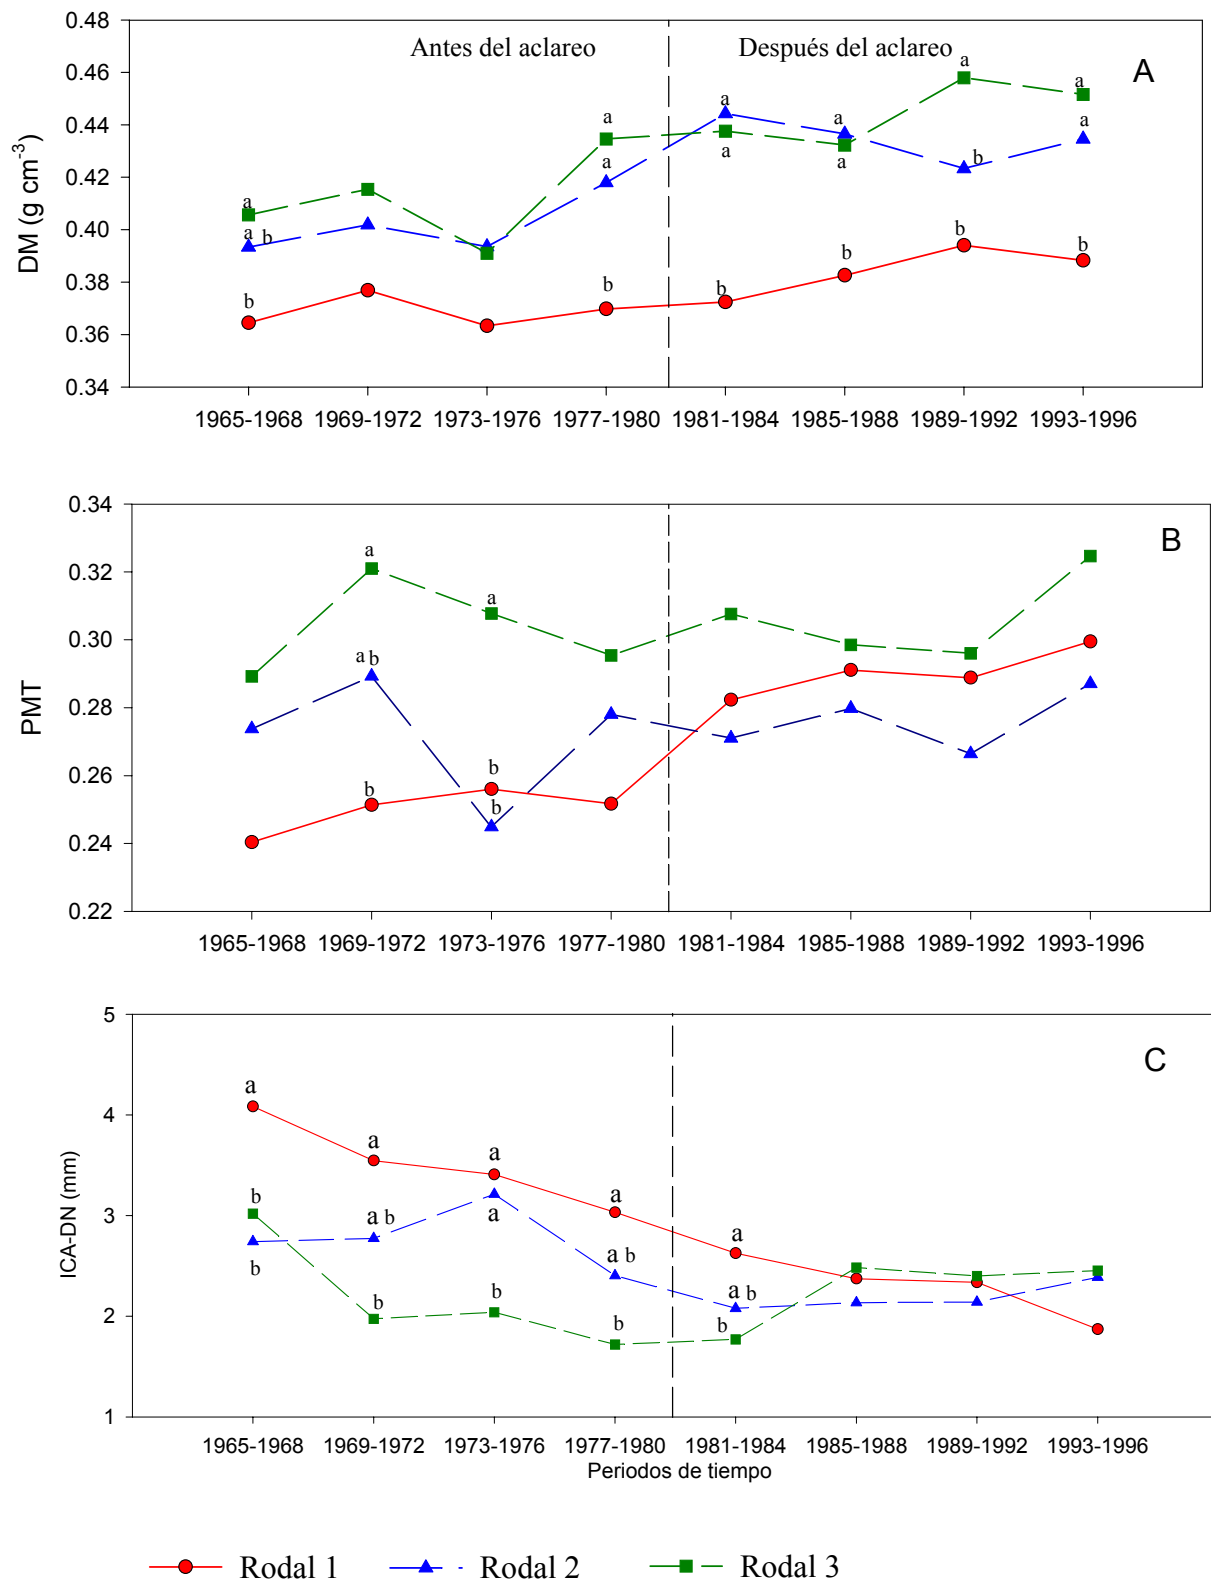 0.48
Antes del aclareo Después del aclareo
a A
0.46
a a a a
0.44
a a a
0.42
a b
a
0.40
a b b b
b
0.38
b b b
0.36
0.34
DM (g cm-3)
1965-1968 1969-1972 1973-1976 1977-1980 1981-1984 1985-1988 1989-1992 1993-1996
0.34
B
a
0.32
a
0.30
a b
0.28
b
0.26
b b
0.24
0.22
PMT
1965-1968 1969-1972 1973-1976 1977-1980 1981-1984 1985-1988 1989-1992 1993-1996
5
C
a
4
a a
a
b a a
3
a b
b a b
a b
2
b b b b
1
ICA-DN (mm)
1965-1968 1969-1972 1973-1976 1977-1980 1981-1984 1985-1988 1989-1992 1993-1996
Periodos de tiempo
Rodal 1 Rodal 2 Rodal 3